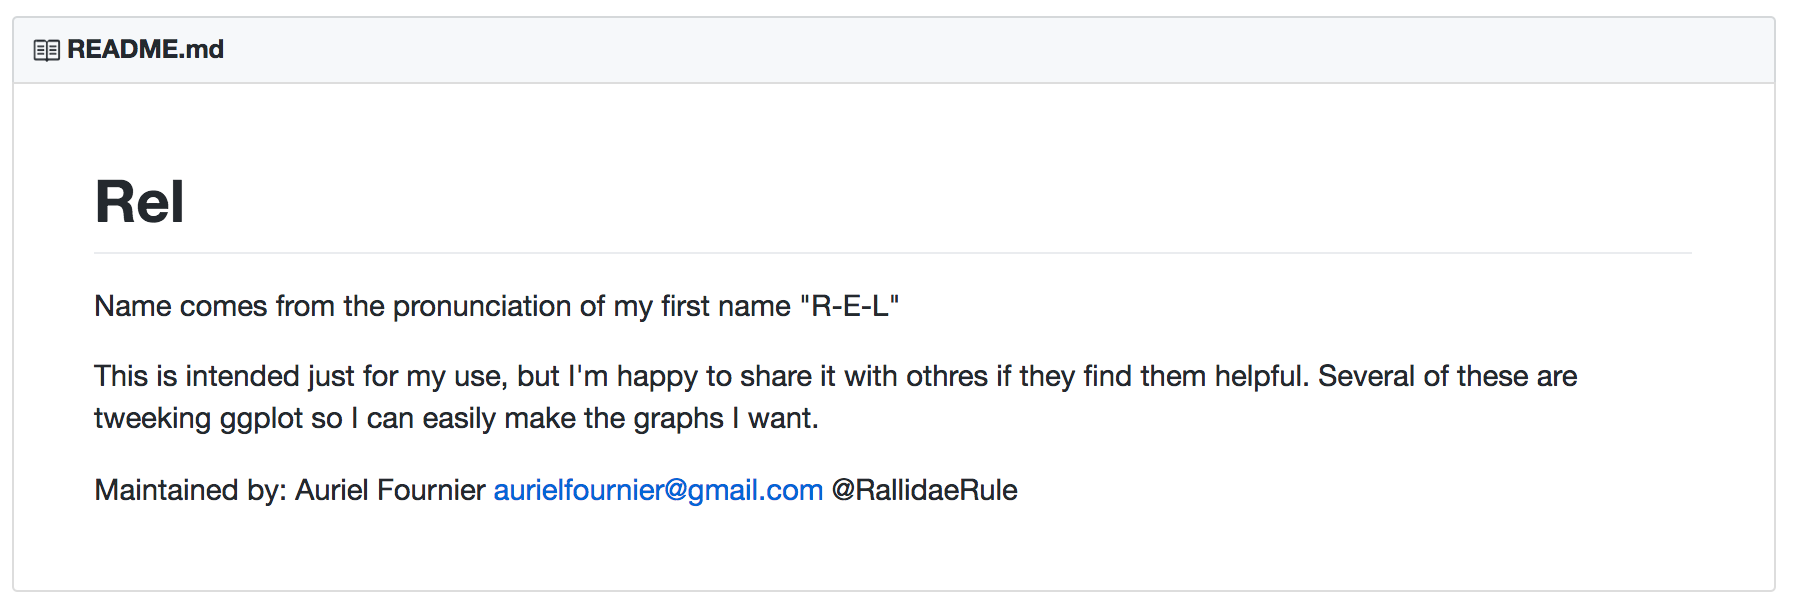 README.md
Rel
Name comes from the pronunciation of my first name "R-E-L"
This is intended just for my use, but I'm happy to share it with othres if they find them helpful. Several of these are
tweeking ggplot so I can easily make the graphs I want.
Maintained by: Auriel Fournier aurielfournier@gmail.com @RallidaeRule